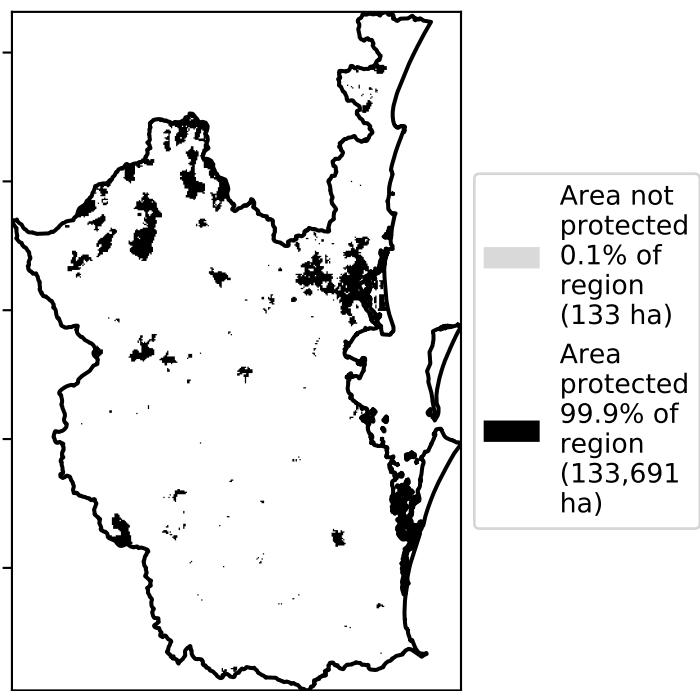 Area not
protected
0.1% of
region
(133 ha)
Area
protected
99.9% of
region
(133,691
ha)